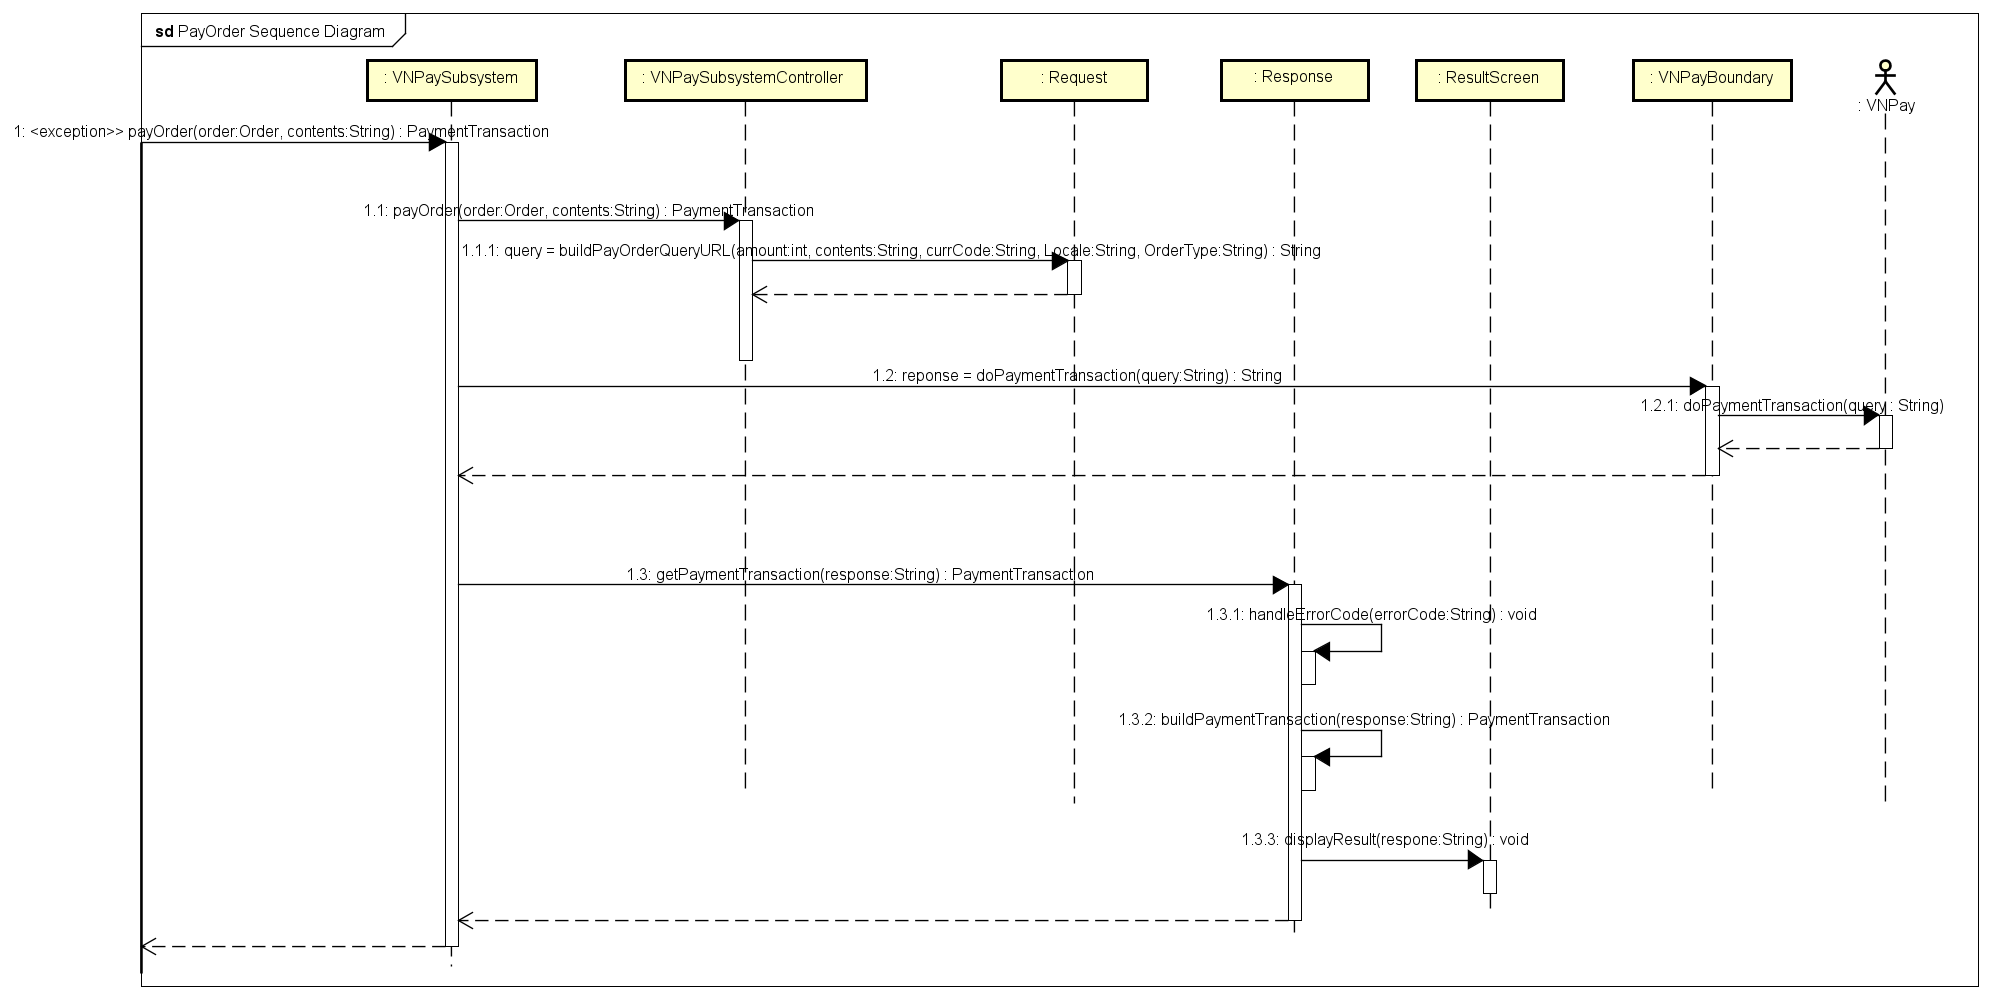 sd PayOrder Sequence Diagram
: VNPaySubsystem
: VNPaySubsystemController
: Request
: Response
: ResultScreen
: VNPayBoundary
: VNPay
1: <exception>> payOrder(order:Order, contents:String) : PaymentTransaction
1.1: payOrder(order:Order, contents:String) : PaymentTransaction
1.1.1: query = buildPayOrderQueryURL(amount:int, contents:String, currCode:String, Locale:String, OrderType:String) : String
1.2: reponse = doPaymentTransaction(query:String) : String
1.2.1: doPaymentTransaction(query : String)
1.3: getPaymentTransaction(response:String) : PaymentTransaction
1.3.1: handleErrorCode(errorCode:String) : void
1.3.2: buildPaymentTransaction(response:String) : PaymentTransaction
1.3.3: displayResult(respone:String) : void